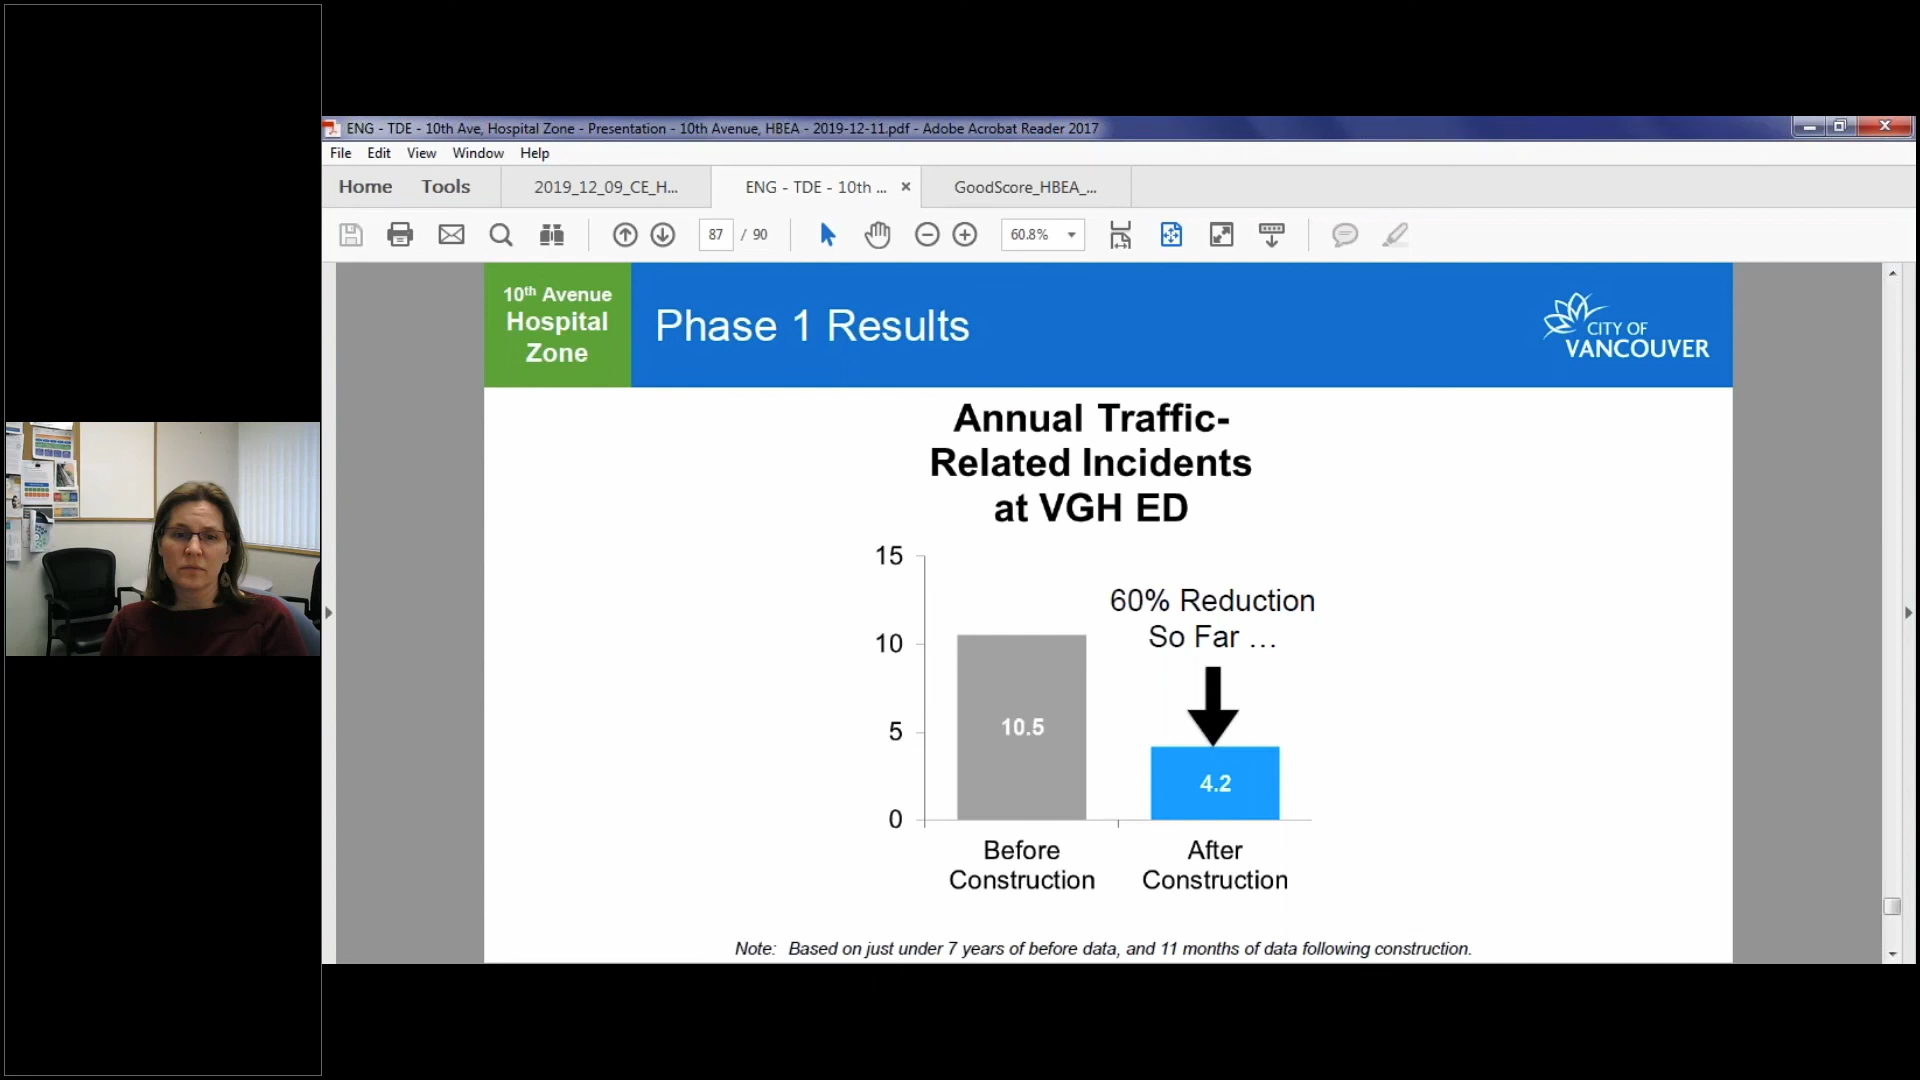 ENG - TDE - 10th Ave, Hospital Zone - Presentation - 10th Avenue, HBEA - 2019-12-11.pdf - Adobe Acrobat Reader 2017
File Edit View Window Help
Home Tools 2019_12_09_CE_H... ENG - TDE - 10th ... GoodScore_HBEA_...
87 / 90 60.8%
10th Avenue
Hospital
Zone
Phase 1 Results
CITY OF
VANCOUVER
Annual Traffic-
Related Incidents
at VGH ED
15
60% Reduction
So Far ...
10
10.5
5
4.2
0
Before
Construction
After
Construction
Note: Based on just under 7 years of before data, and 11 months of data following construction.